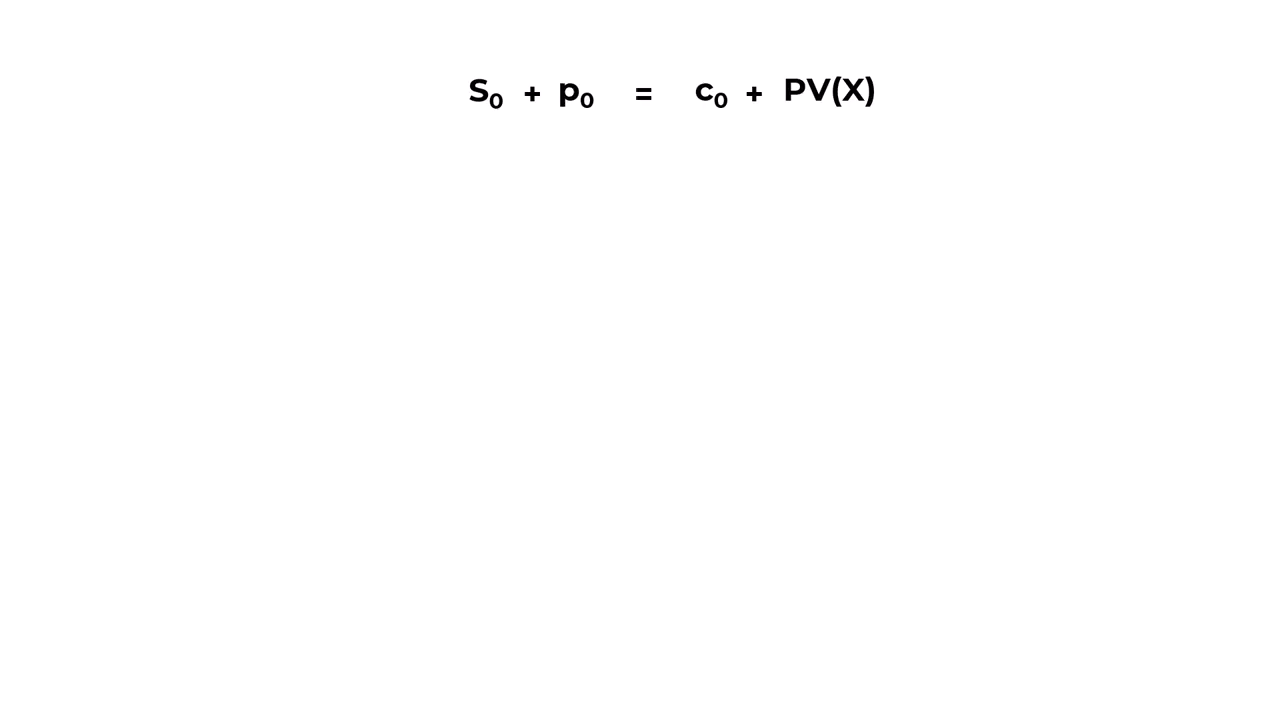 S₀ + p₀ = c₀ + PV(X)